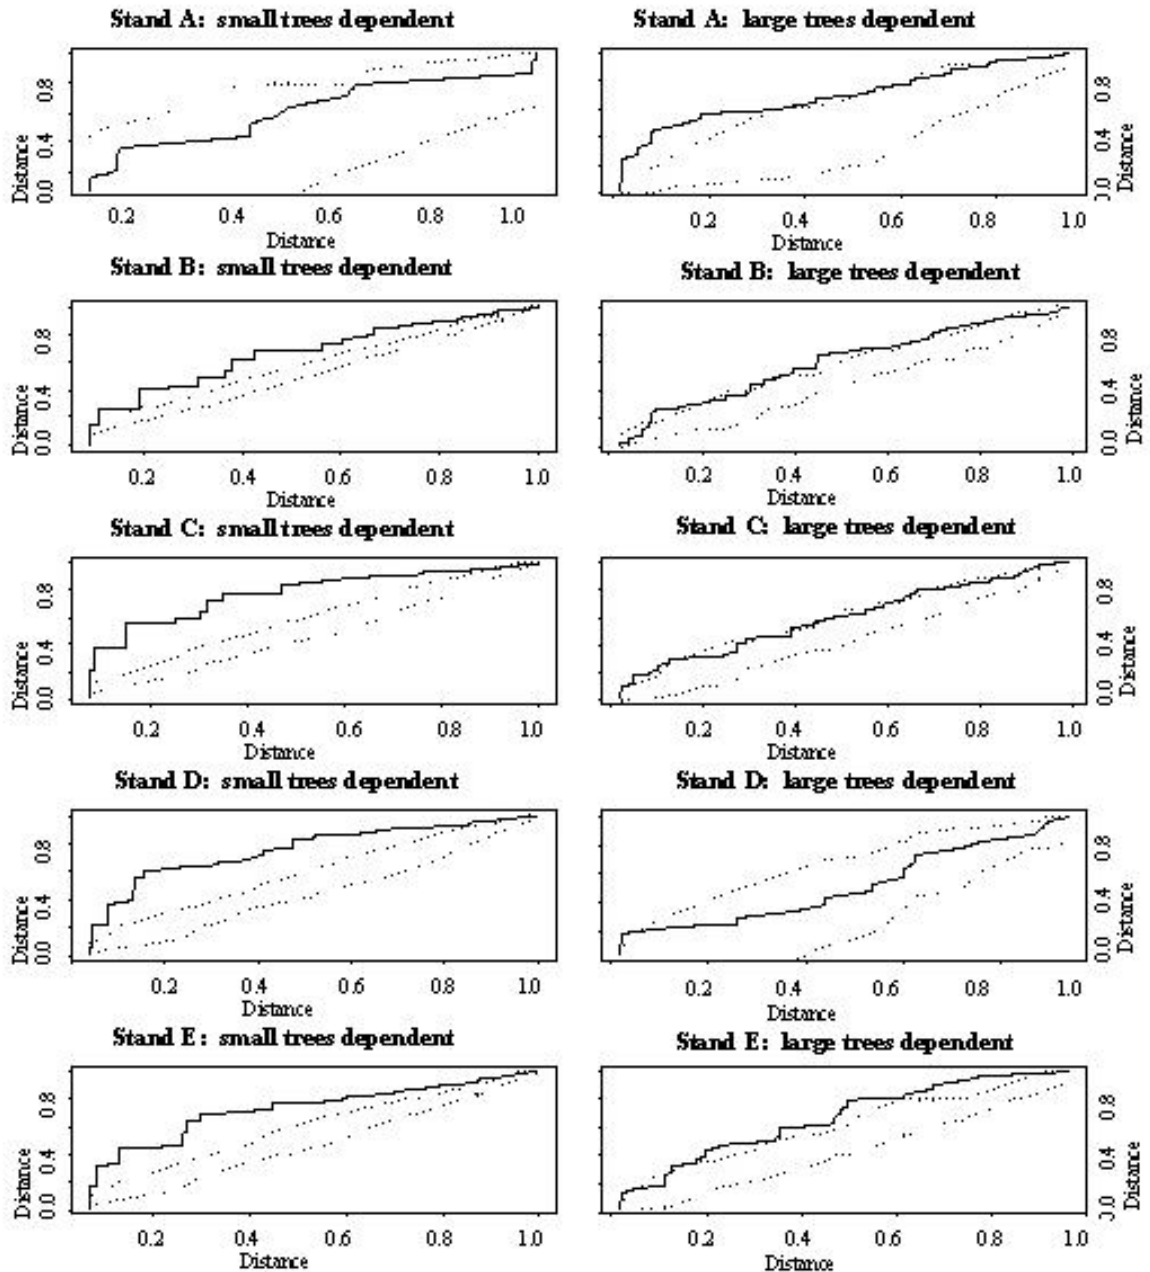 Stand A: small trees dependent
Stand A: large trees dependent
Distance
0.0 0.4 0.8
0.2 0.4 0.6 0.8 1.0
Distance
0.2 0.4 0.6 0.8 1.0
Distance
0.0 0.4 0.8
Distance
Stand B: small trees dependent
Stand B: large trees dependent
Distance
0.0 0.4 0.8
0.2 0.4 0.6 0.8 1.0
Distance
0.2 0.4 0.6 0.8 1.0
Distance
0.0 0.4 0.8
Distance
Stand C: small trees dependent
Stand C: large trees dependent
Distance
0.0 0.4 0.8
0.2 0.4 0.6 0.8 1.0
Distance
0.2 0.4 0.6 0.8 1.0
Distance
0.0 0.4 0.8
Distance
Stand D: small trees dependent
Stand D: large trees dependent
Distance
0.0 0.4 0.8
0.2 0.4 0.6 0.8 1.0
Distance
0.2 0.4 0.6 0.8 1.0
Distance
0.0 0.4 0.8
Distance
Stand E: small trees dependent
Stand E: large trees dependent
Distance
0.0 0.4 0.8
0.2 0.4 0.6 0.8 1.0
Distance
0.2 0.4 0.6 0.8 1.0
Distance
0.0 0.4 0.8
Distance